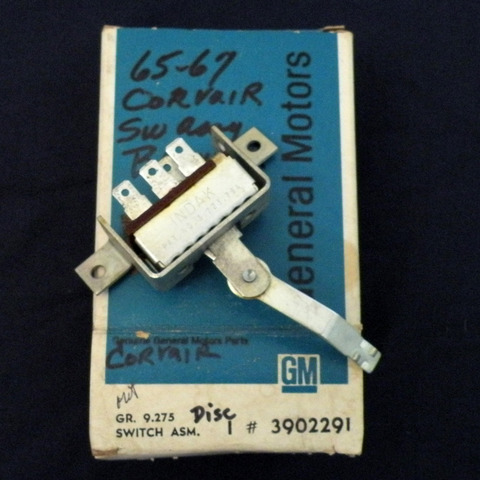 65-67
CORVAIR
SW
General Motors
INDAK
Genuine General Motors Parts
CORVAIR
GM
GR. 9.275 Disc
SWITCH ASM. 1 # 3902291